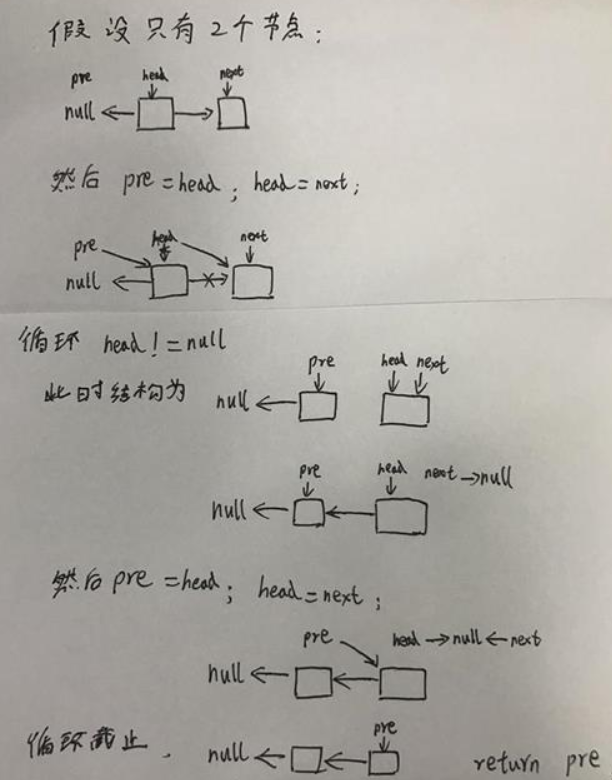 假设只有2个节点:
pre head next
null
然后 pre=head; head=next;
pre head next
null
循环 head!=null
此时结构为 null pre head next
pre head next→null
null
然后 pre=head; head=next;
pre head→null←next
null
循环截止. null pre return pre